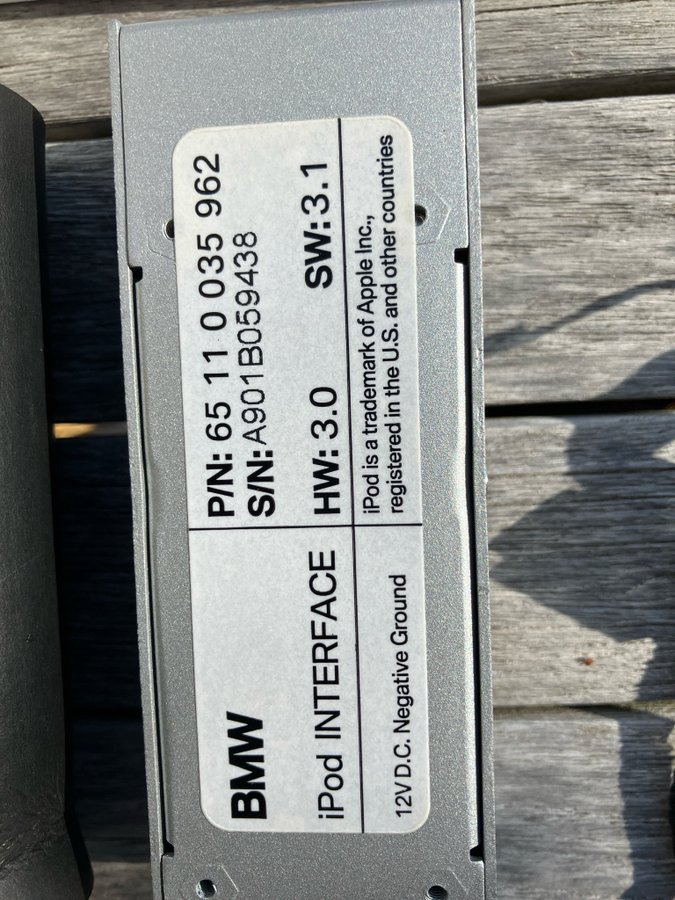 BMW
iPod INTERFACE
12V D.C. Negative Ground
P/N: 65 11 0 035 962
S/N: A901B059438
HW: 3.0 SW: 3.1
iPod is a trademark of Apple Inc.,
registered in the U.S. and other countries